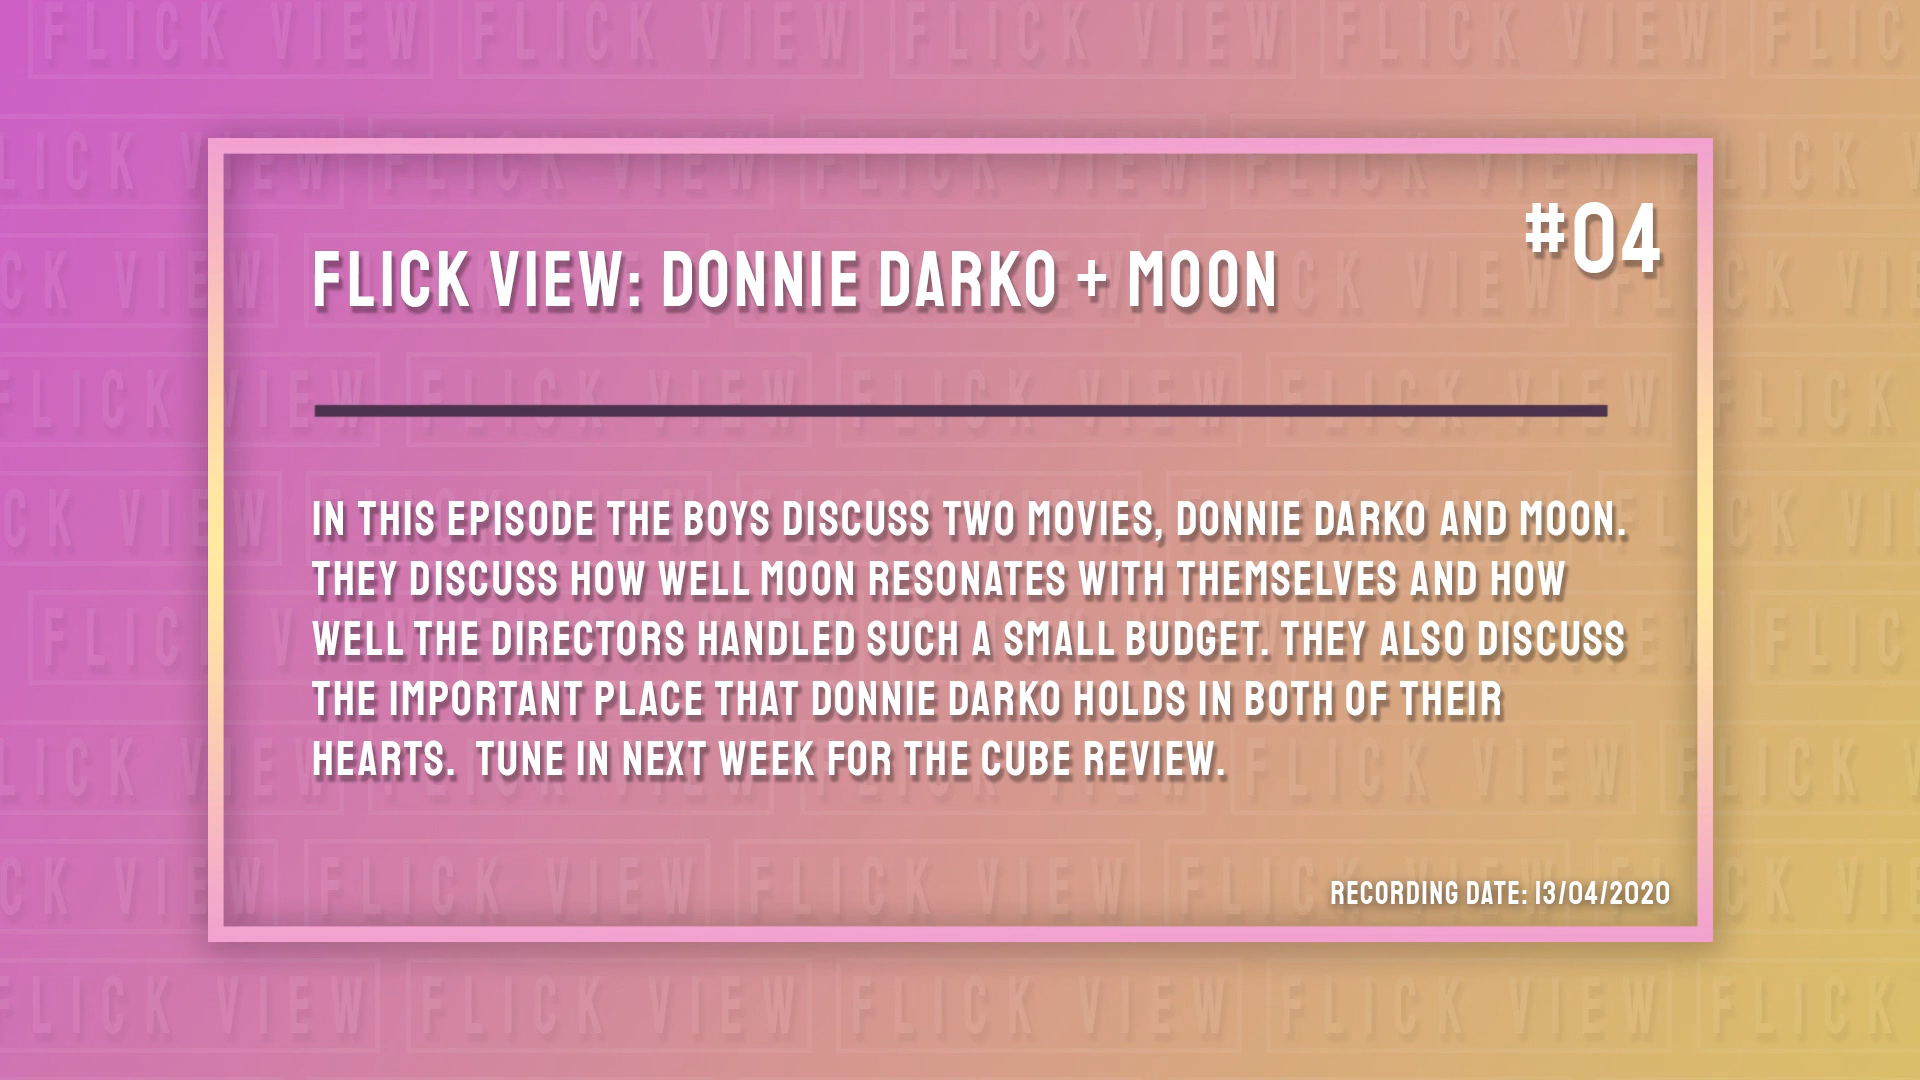 #04
FLICK VIEW: DONNIE DARKO + MOON
IN THIS EPISODE THE BOYS DISCUSS TWO MOVIES, DONNIE DARKO AND MOON.
THEY DISCUSS HOW WELL MOON RESONATES WITH THEMSELVES AND HOW
WELL THE DIRECTORS HANDLED SUCH A SMALL BUDGET. THEY ALSO DISCUSS
THE IMPORTANT PLACE THAT DONNIE DARKO HOLDS IN BOTH OF THEIR
HEARTS.  TUNE IN NEXT WEEK FOR THE CUBE REVIEW.
RECORDING DATE: 13/04/2020